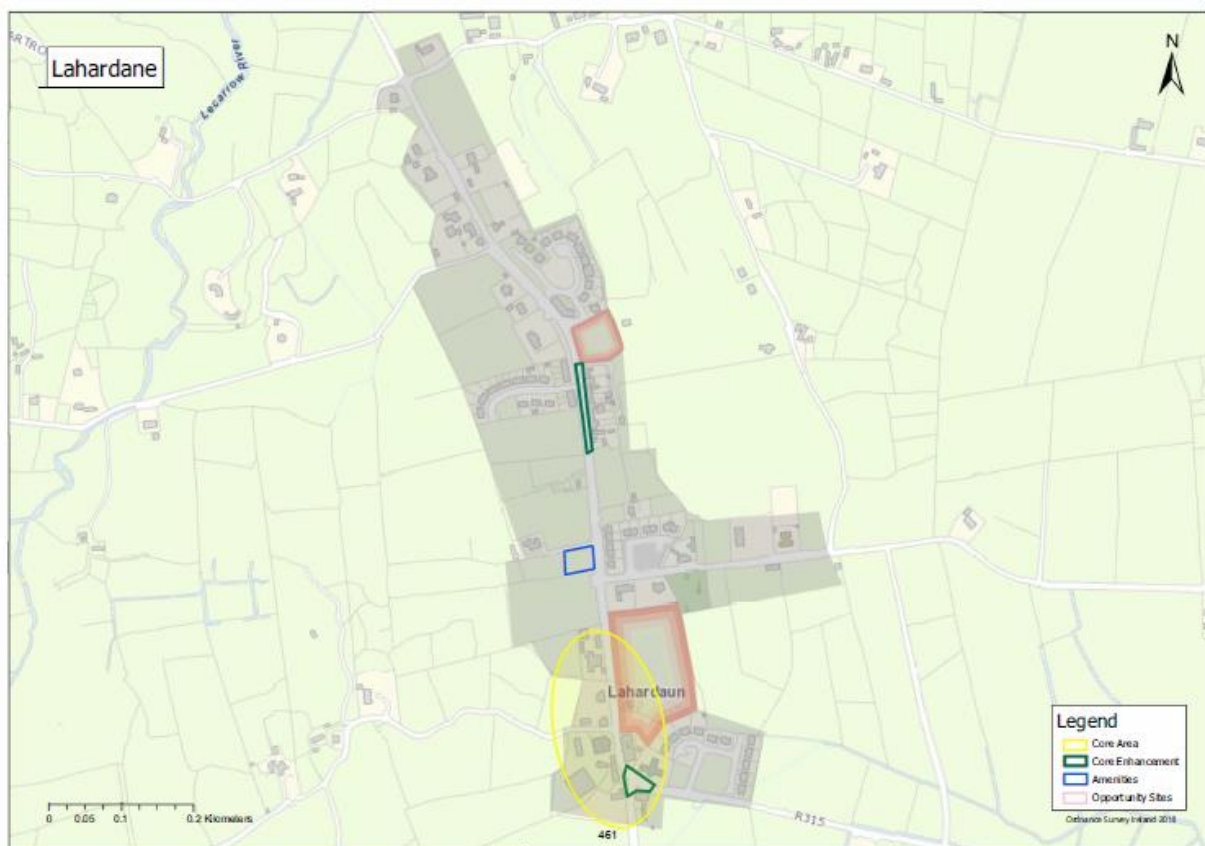 Lahardane
ARTRO
Lecarrow River
N
Lahardaun
Legend
Core Area
Core Enhancement
Amenities
Opportunity Sites
Ordnance Survey Ireland 2018
0 0.05 0.1 0.2 Kilometers
R315
461